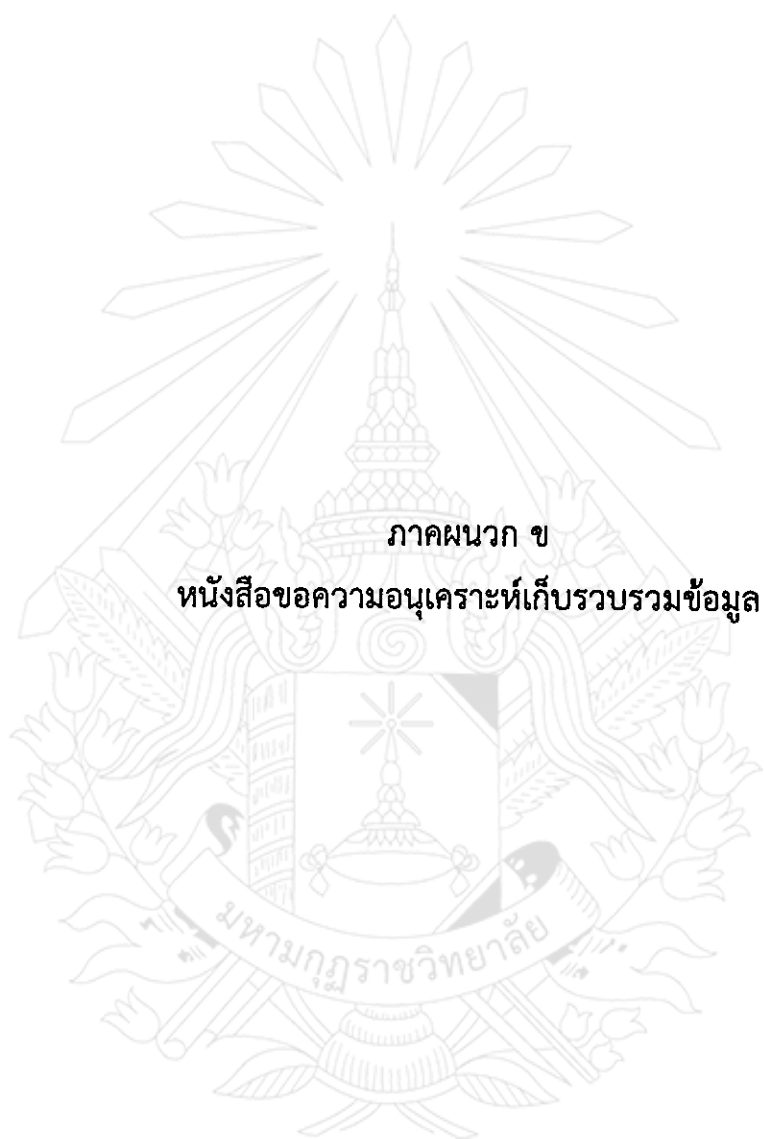 ภาคผนวก ข
หนังสือขอความอนุเคราะห์เก็บรวบรวมข้อมูล
มหามกุฏราชวิทยาลัย